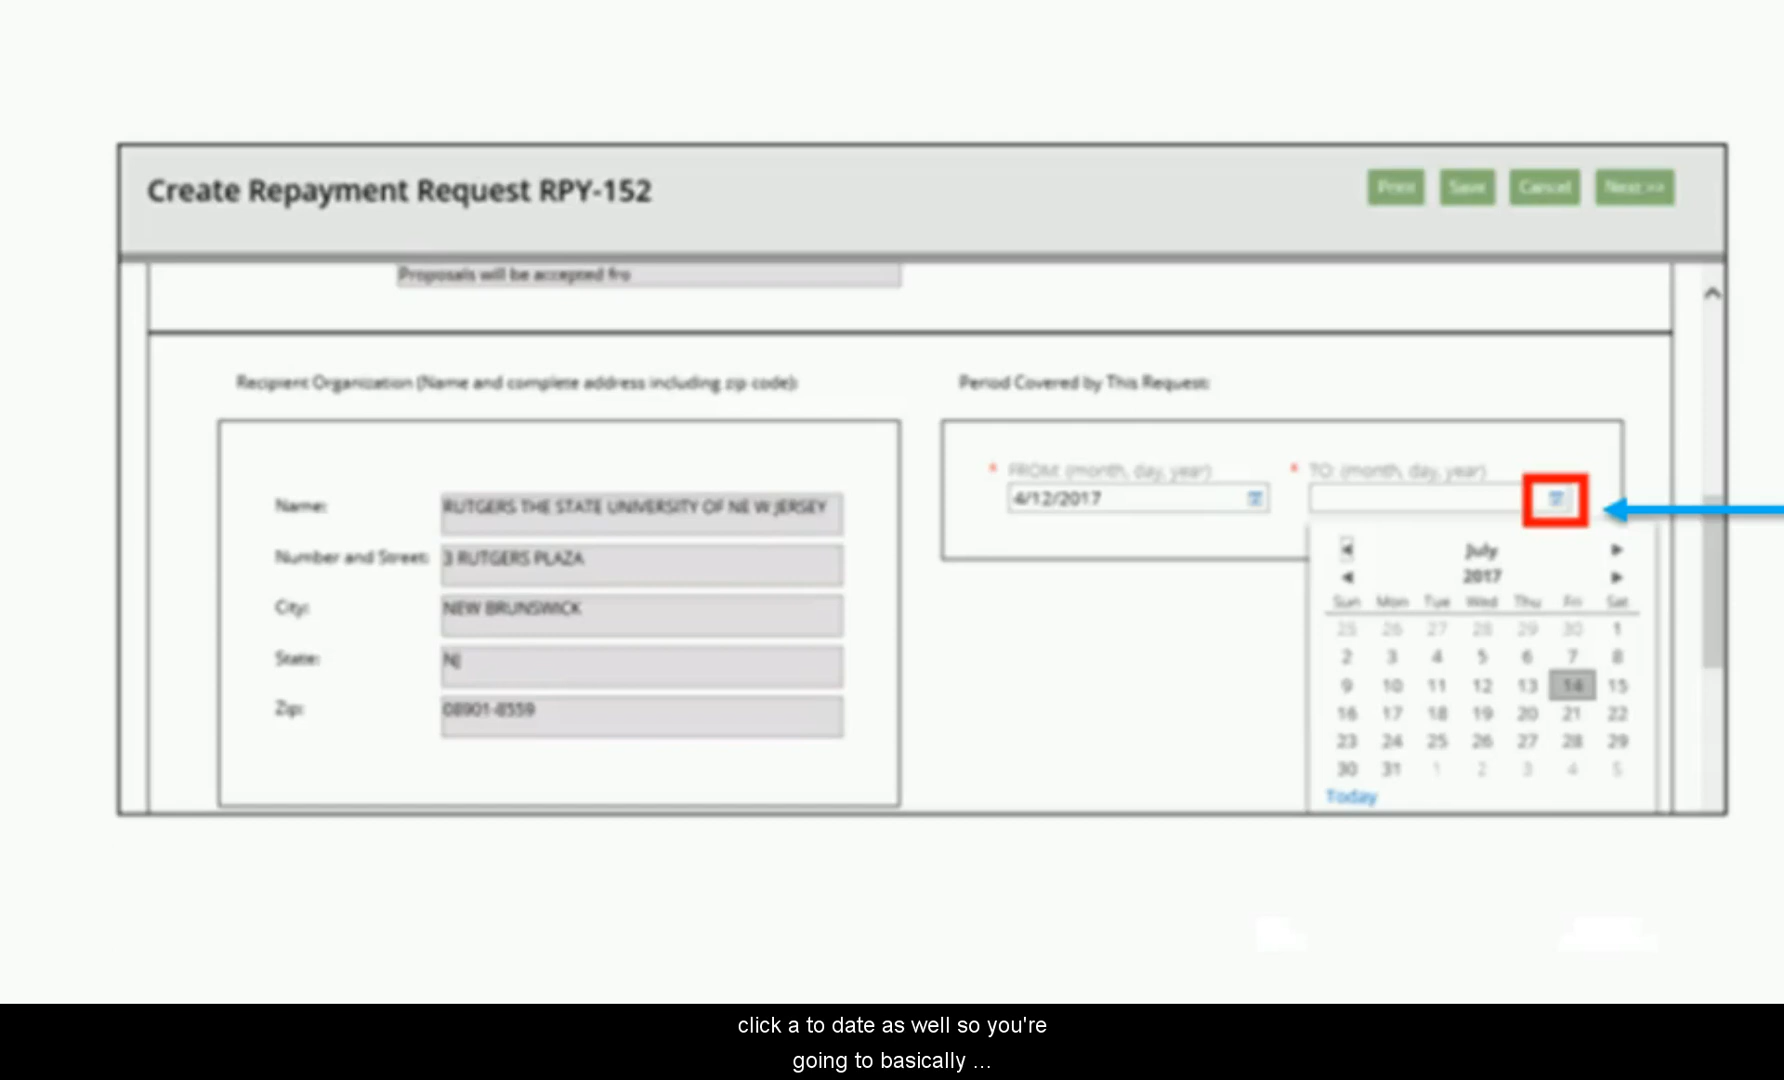 Create Repayment Request RPY-152
Print Save Cancel Next >>
Proposals will be accepted fro
Recipient Organization (Name and complete address including zip code):
Period Covered by This Request:
* FROM: (month, day, year) * TO: (month, day, year)
4/12/2017
Name: RUTGERS THE STATE UNIVERSITY OF NE W JERSEY
Number and Street: 3 RUTGERS PLAZA
City: NEW BRUNSWICK
State: NJ
Zip: 08901-8559
July
2017
Sun Mon Tue Wed Thu Fri Sat
25 26 27 28 29 30 1
2 3 4 5 6 7 8
9 10 11 12 13 14 15
16 17 18 19 20 21 22
23 24 25 26 27 28 29
30 31 1 2 3 4 5
Today
click a to date as well so you're
going to basically ...